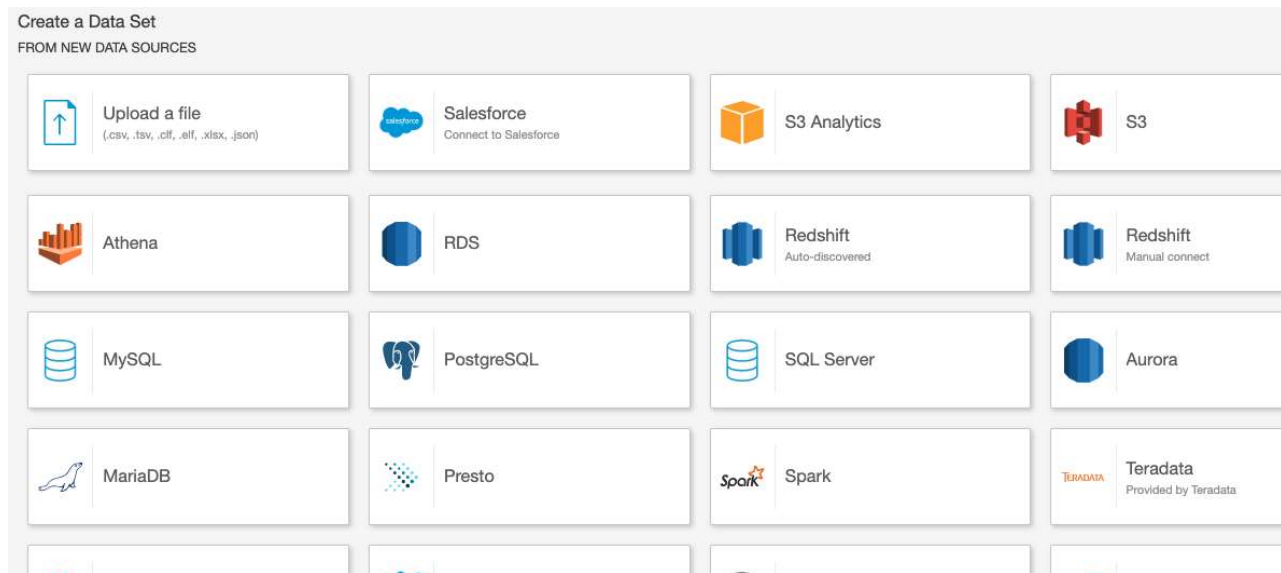 Create a Data Set
FROM NEW DATA SOURCES
Upload a file
(.csv, .tsv, .clf, .elf, .xlsx, .json)
salesforce
Salesforce
Connect to Salesforce
S3 Analytics
S3
Athena
RDS
Redshift
Auto-discovered
Redshift
Manual connect
MySQL
PostgreSQL
SQL Server
Aurora
MariaDB
Presto
Spark
Spark
TERADATA
Teradata
Provided by Teradata